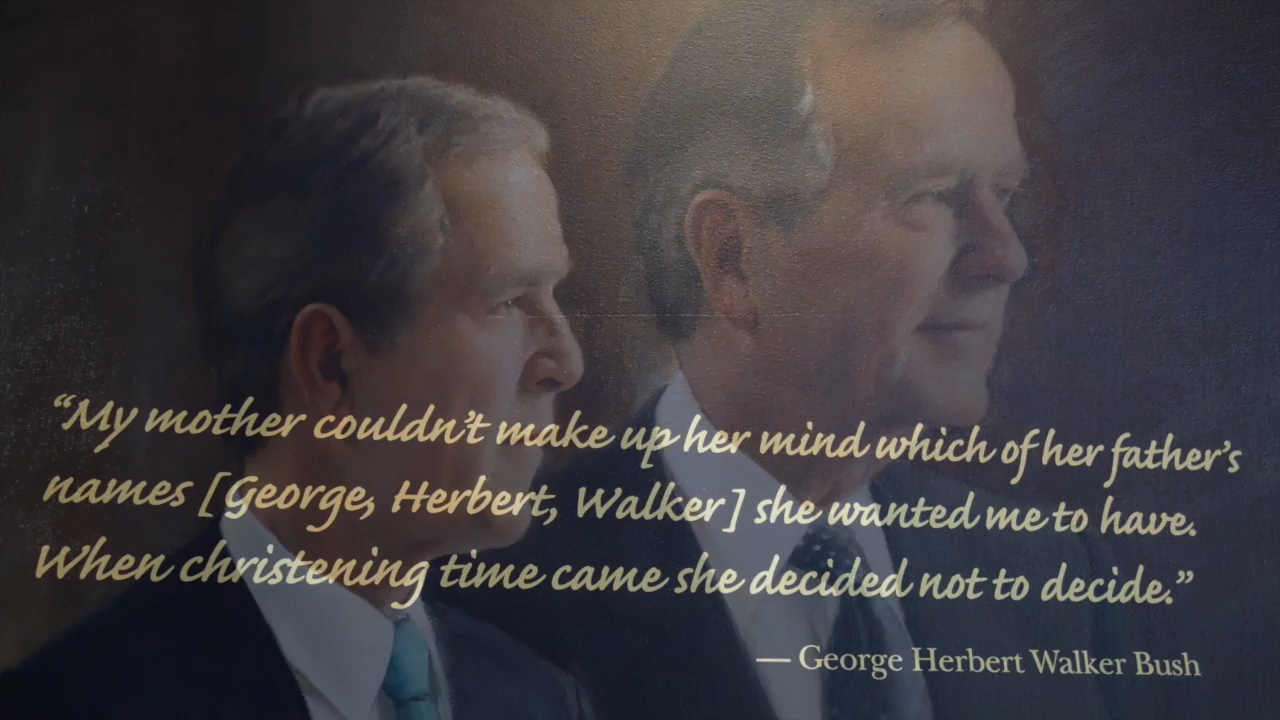 “My mother couldn’t make up her mind which of her father’s
names [George, Herbert, Walker] she wanted me to have.
When christening time came she decided not to decide.”
— George Herbert Walker Bush